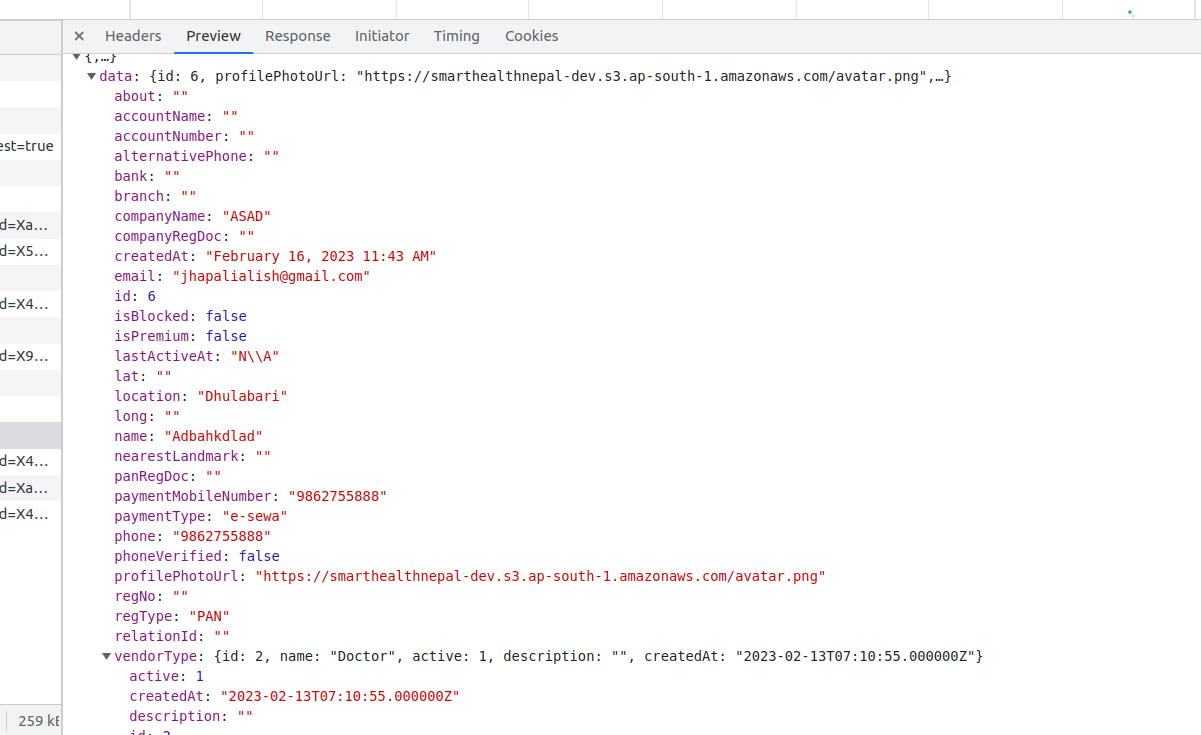 Headers Preview Response Initiator Timing Cookies
{,…}
data: {id: 6, profilePhotoUrl: "https://smarthealthnepal-dev.s3.ap-south-1.amazonaws.com/avatar.png",…}
about: ""
accountName: ""
accountNumber: ""
alternativePhone: ""
est=true
bank: ""
branch: ""
companyName: "ASAD"
d=Xa…
companyRegDoc: ""
d=X5…
createdAt: "February 16, 2023 11:43 AM"
email: "jhapalialish@gmail.com"
id: 6
d=X4…
isBlocked: false
isPremium: false
lastActiveAt: "N\\A"
d=X9…
lat: ""
location: "Dhulabari"
long: ""
name: "Adbahkdlad"
nearestLandmark: ""
d=X4…
panRegDoc: ""
d=Xa…
paymentMobileNumber: "9862755888"
paymentType: "e-sewa"
d=X4…
phone: "9862755888"
phoneVerified: false
profilePhotoUrl: "https://smarthealthnepal-dev.s3.ap-south-1.amazonaws.com/avatar.png"
regNo: ""
regType: "PAN"
relationId: ""
vendorType: {id: 2, name: "Doctor", active: 1, description: "", createdAt: "2023-02-13T07:10:55.000000Z"}
active: 1
createdAt: "2023-02-13T07:10:55.000000Z"
description: ""
259 kB
id: 2